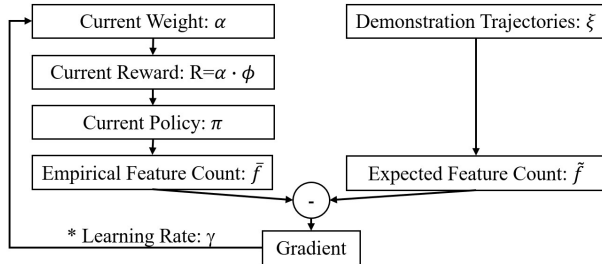 Current Weight: α
Demonstration Trajectories: ξ
Current Reward: R=α · ϕ
Current Policy: π
Empirical Feature Count: f̄
Expected Feature Count: f̃
-
* Learning Rate: γ
Gradient